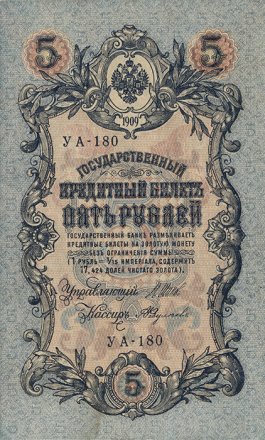 5 5
1909
УА-180
ГОСУДАРСТВЕННЫЙ
КРЕДИТНЫЙ БИЛЕТЪ
ПЯТЬ РУБЛЕЙ
ГОСУДАРСТВЕННЫЙ БАНКЪ РАЗМѢНИВАЕТЪ
КРЕДИТНЫЕ БИЛЕТЫ НА ЗОЛОТУЮ МОНЕТУ
БЕЗЪ ОГРАНИЧЕНІЯ СУММЫ
(1 РУБЛЬ = 1/15 ИМПЕРІАЛА, СОДЕРЖИТЪ
17,424 ДОЛЕЙ ЧИСТАГО ЗОЛОТА).
Управляющій
Кассиръ
УА-180
5